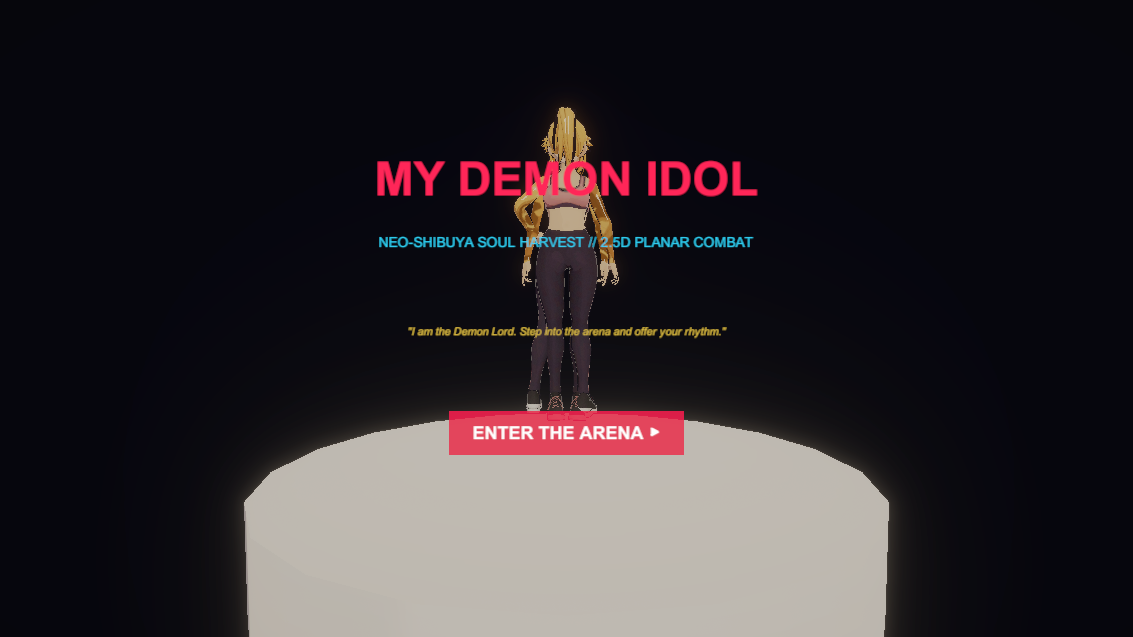 MY DEMON IDOL
NEO-SHIBUYA SOUL HARVEST // 2.5D PLANAR COMBAT
"I am the Demon Lord. Step into the arena and offer your rhythm."
ENTER THE ARENA ▶